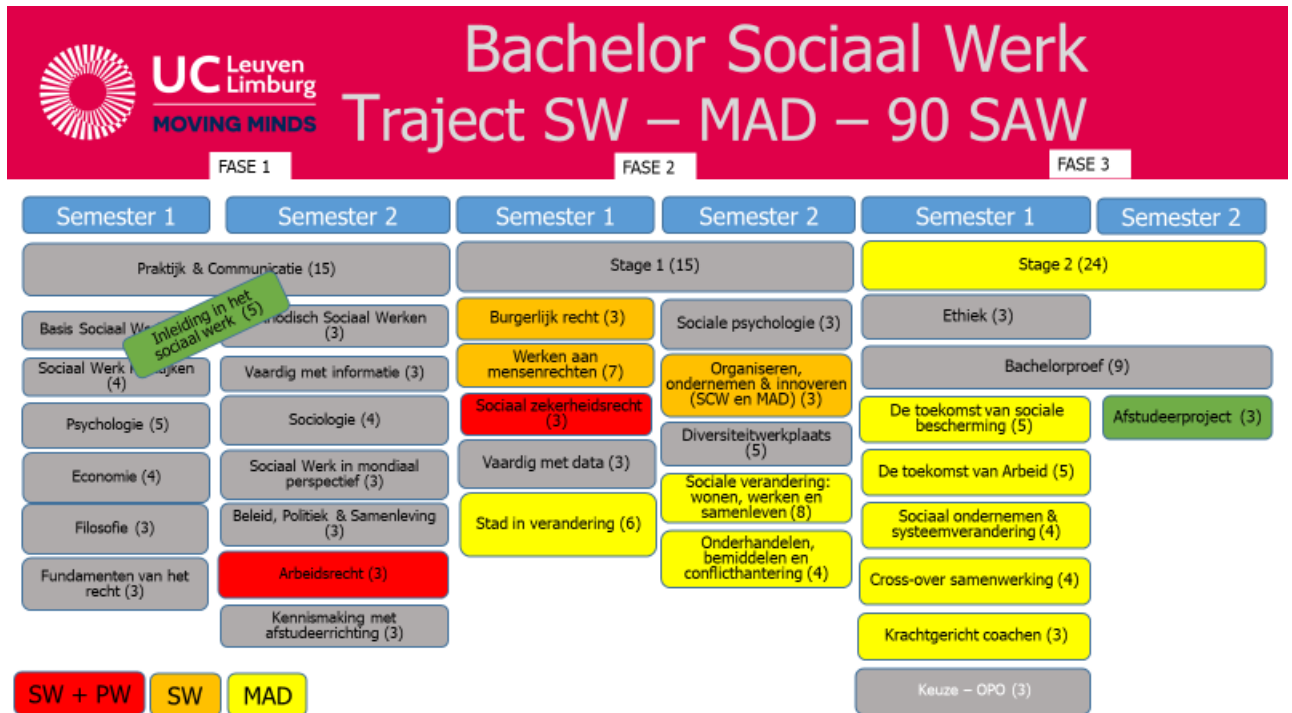 UC Leuven
Limburg
MOVING MINDS
Bachelor Sociaal Werk
Traject SW – MAD – 90 SAW
FASE 1
FASE 2
FASE 3
Semester 1
Semester 2
Semester 1
Semester 2
Semester 1
Semester 2
Praktijk & Communicatie (15)
Stage 1 (15)
Stage 2 (24)
Inleiding in het
sociaal werk (5)
Basis Sociaal
Sociaal Werk
(4)
Psychologie (5)
Economie (4)
Filosofie (3)
Fundamenten van het
recht (3)
Sociaal Werken
(3)
Vaardig met informatie (3)
Sociologie (4)
Sociaal Werk in mondiaal
perspectief (3)
Beleid, Politiek & Samenleving
(3)
Arbeidsrecht (3)
Kennismaking met
afstudeerrichting (3)
Burgerlijk recht (3)
Werken aan
mensenrechten (7)
Sociaal zekerheidsrecht
(3)
Vaardig met data (3)
Stad in verandering (6)
Sociale psychologie (3)
Organiseren,
ondernemen & innoveren
(SCW en MAD) (3)
Diversiteitwerkplaats
(5)
Sociale verandering:
wonen, werken en
samenleven (8)
Onderhandelen,
bemiddelen en
conflicthantering (4)
Ethiek (3)
Bachelorproef (9)
De toekomst van sociale
bescherming (5)
De toekomst van Arbeid (5)
Sociaal ondernemen &
systeemverandering (4)
Cross-over samenwerking (4)
Krachtgericht coachen (3)
Keuze – OPO (3)
Afstudeerproject (3)
SW + PW
SW
MAD